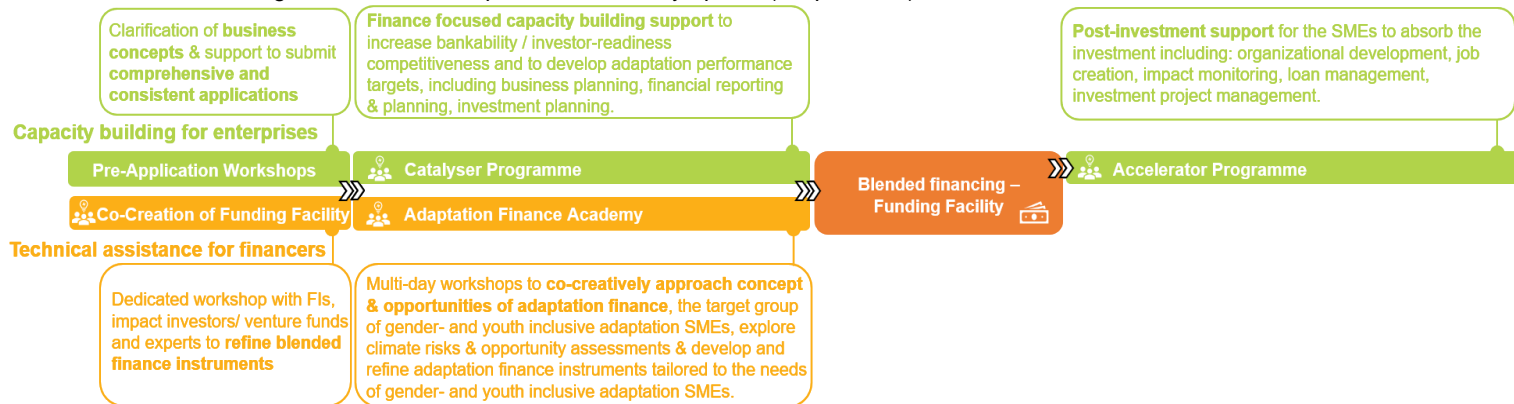 Clarification of business
concepts & support to submit
comprehensive and
consistent applications
Finance focused capacity building support to
increase bankability / investor-readiness
competitiveness and to develop adaptation performance
targets, including business planning, financial reporting
& planning, investment planning.
Post-investment support for the SMEs to absorb the
investment including: organizational development, job
creation, impact monitoring, loan management,
investment project management.
Capacity building for enterprises
Pre-Application Workshops
Catalyser Programme
Blended financing –
Funding Facility
Accelerator Programme
Co-Creation of Funding Facility
Adaptation Finance Academy
Technical assistance for financers
Dedicated workshop with FIs,
impact investors/ venture funds
and experts to refine blended
finance instruments
Multi-day workshops to co-creatively approach concept
& opportunities of adaptation finance, the target group
of gender- and youth inclusive adaptation SMEs, explore
climate risks & opportunity assessments & develop and
refine adaptation finance instruments tailored to the needs
of gender- and youth inclusive adaptation SMEs.